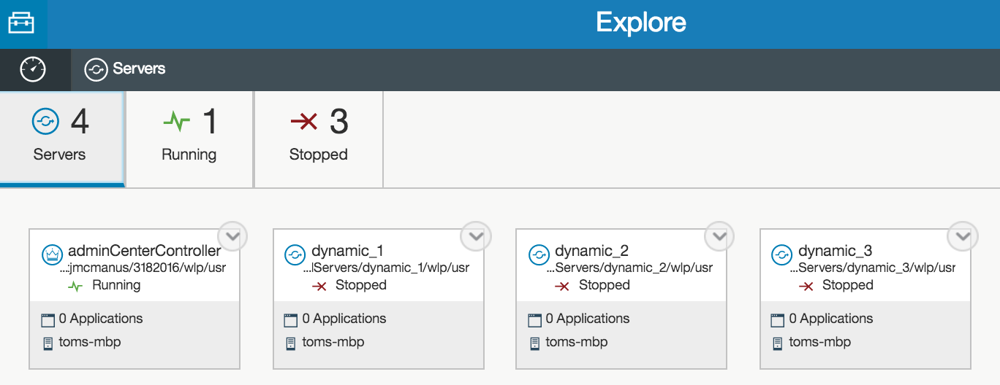 Explore
Servers
4
Servers
1
Running
3
Stopped
adminCenterController
...:jmcmanus/3182016/wlp/usr
Running
0 Applications
toms-mbp
dynamic_1
...lServers/dynamic_1/wlp/usr
Stopped
0 Applications
toms-mbp
dynamic_2
...Servers/dynamic_2/wlp/usr
Stopped
0 Applications
toms-mbp
dynamic_3
...Servers/dynamic_3/wlp/usr
Stopped
0 Applications
toms-mbp